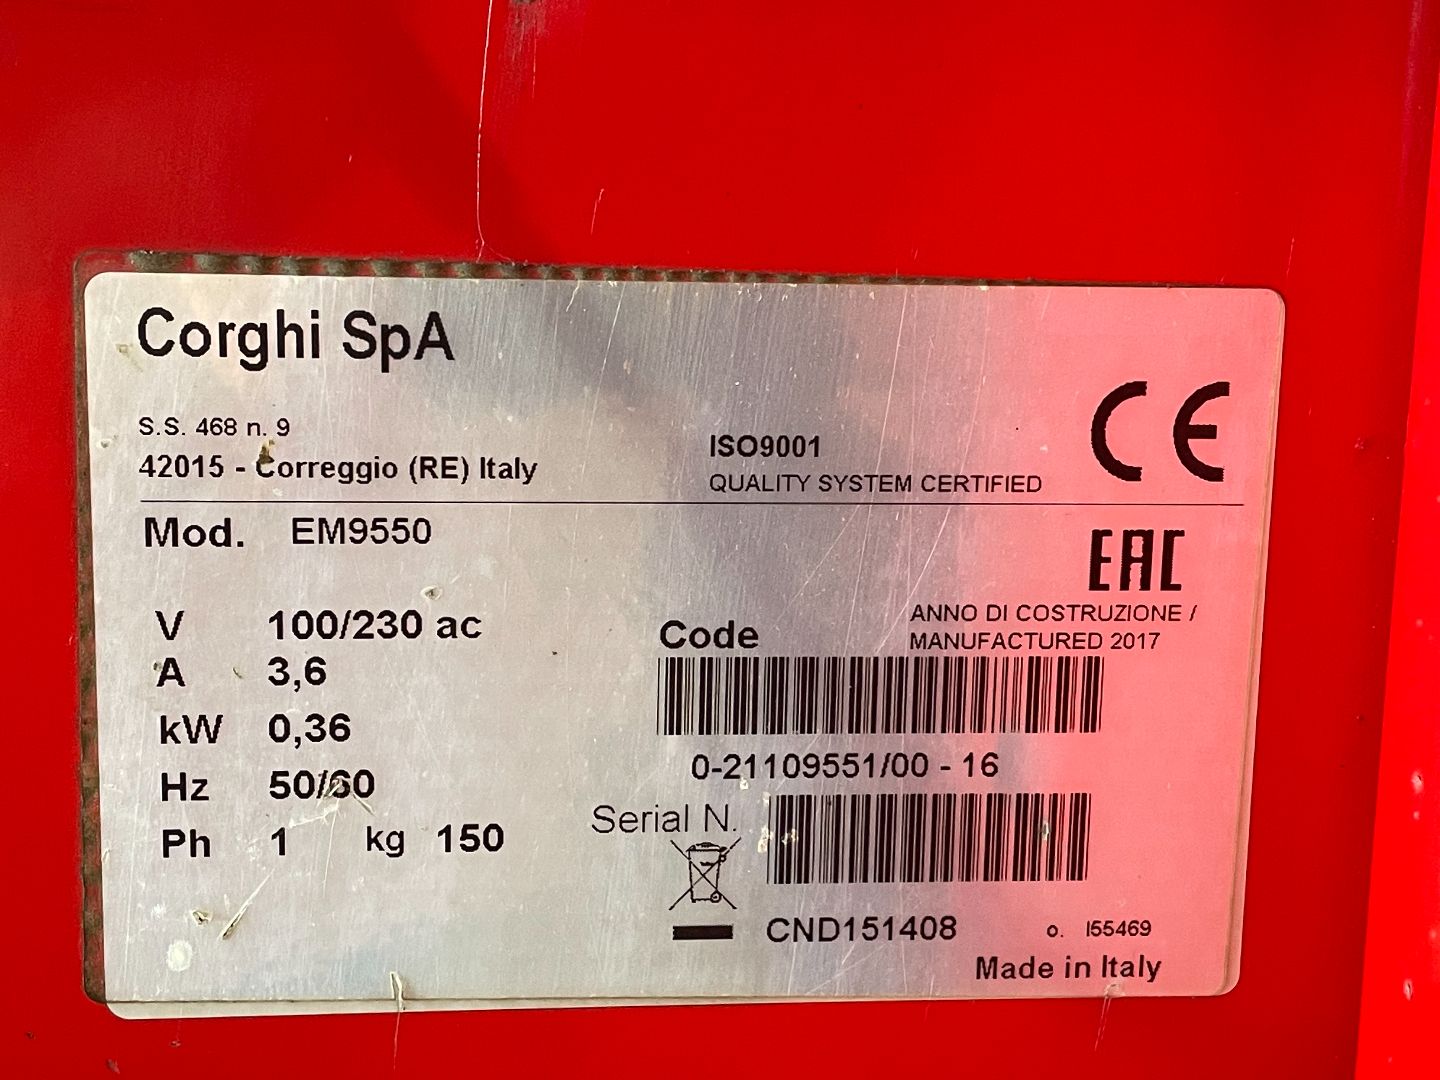 Corghi SpA
S.S. 468 n. 9
42015 - Correggio (RE) Italy
ISO9001
QUALITY SYSTEM CERTIFIED
CE
Mod. EM9550
EAC
ANNO DI COSTRUZIONE /
MANUFACTURED 2017
V 100/230 ac
A 3,6
kW 0,36
Hz 50/60
Ph 1 kg 150
Code
0-21109551/00 - 16
Serial N.
CND151408 o. I55469
Made in Italy